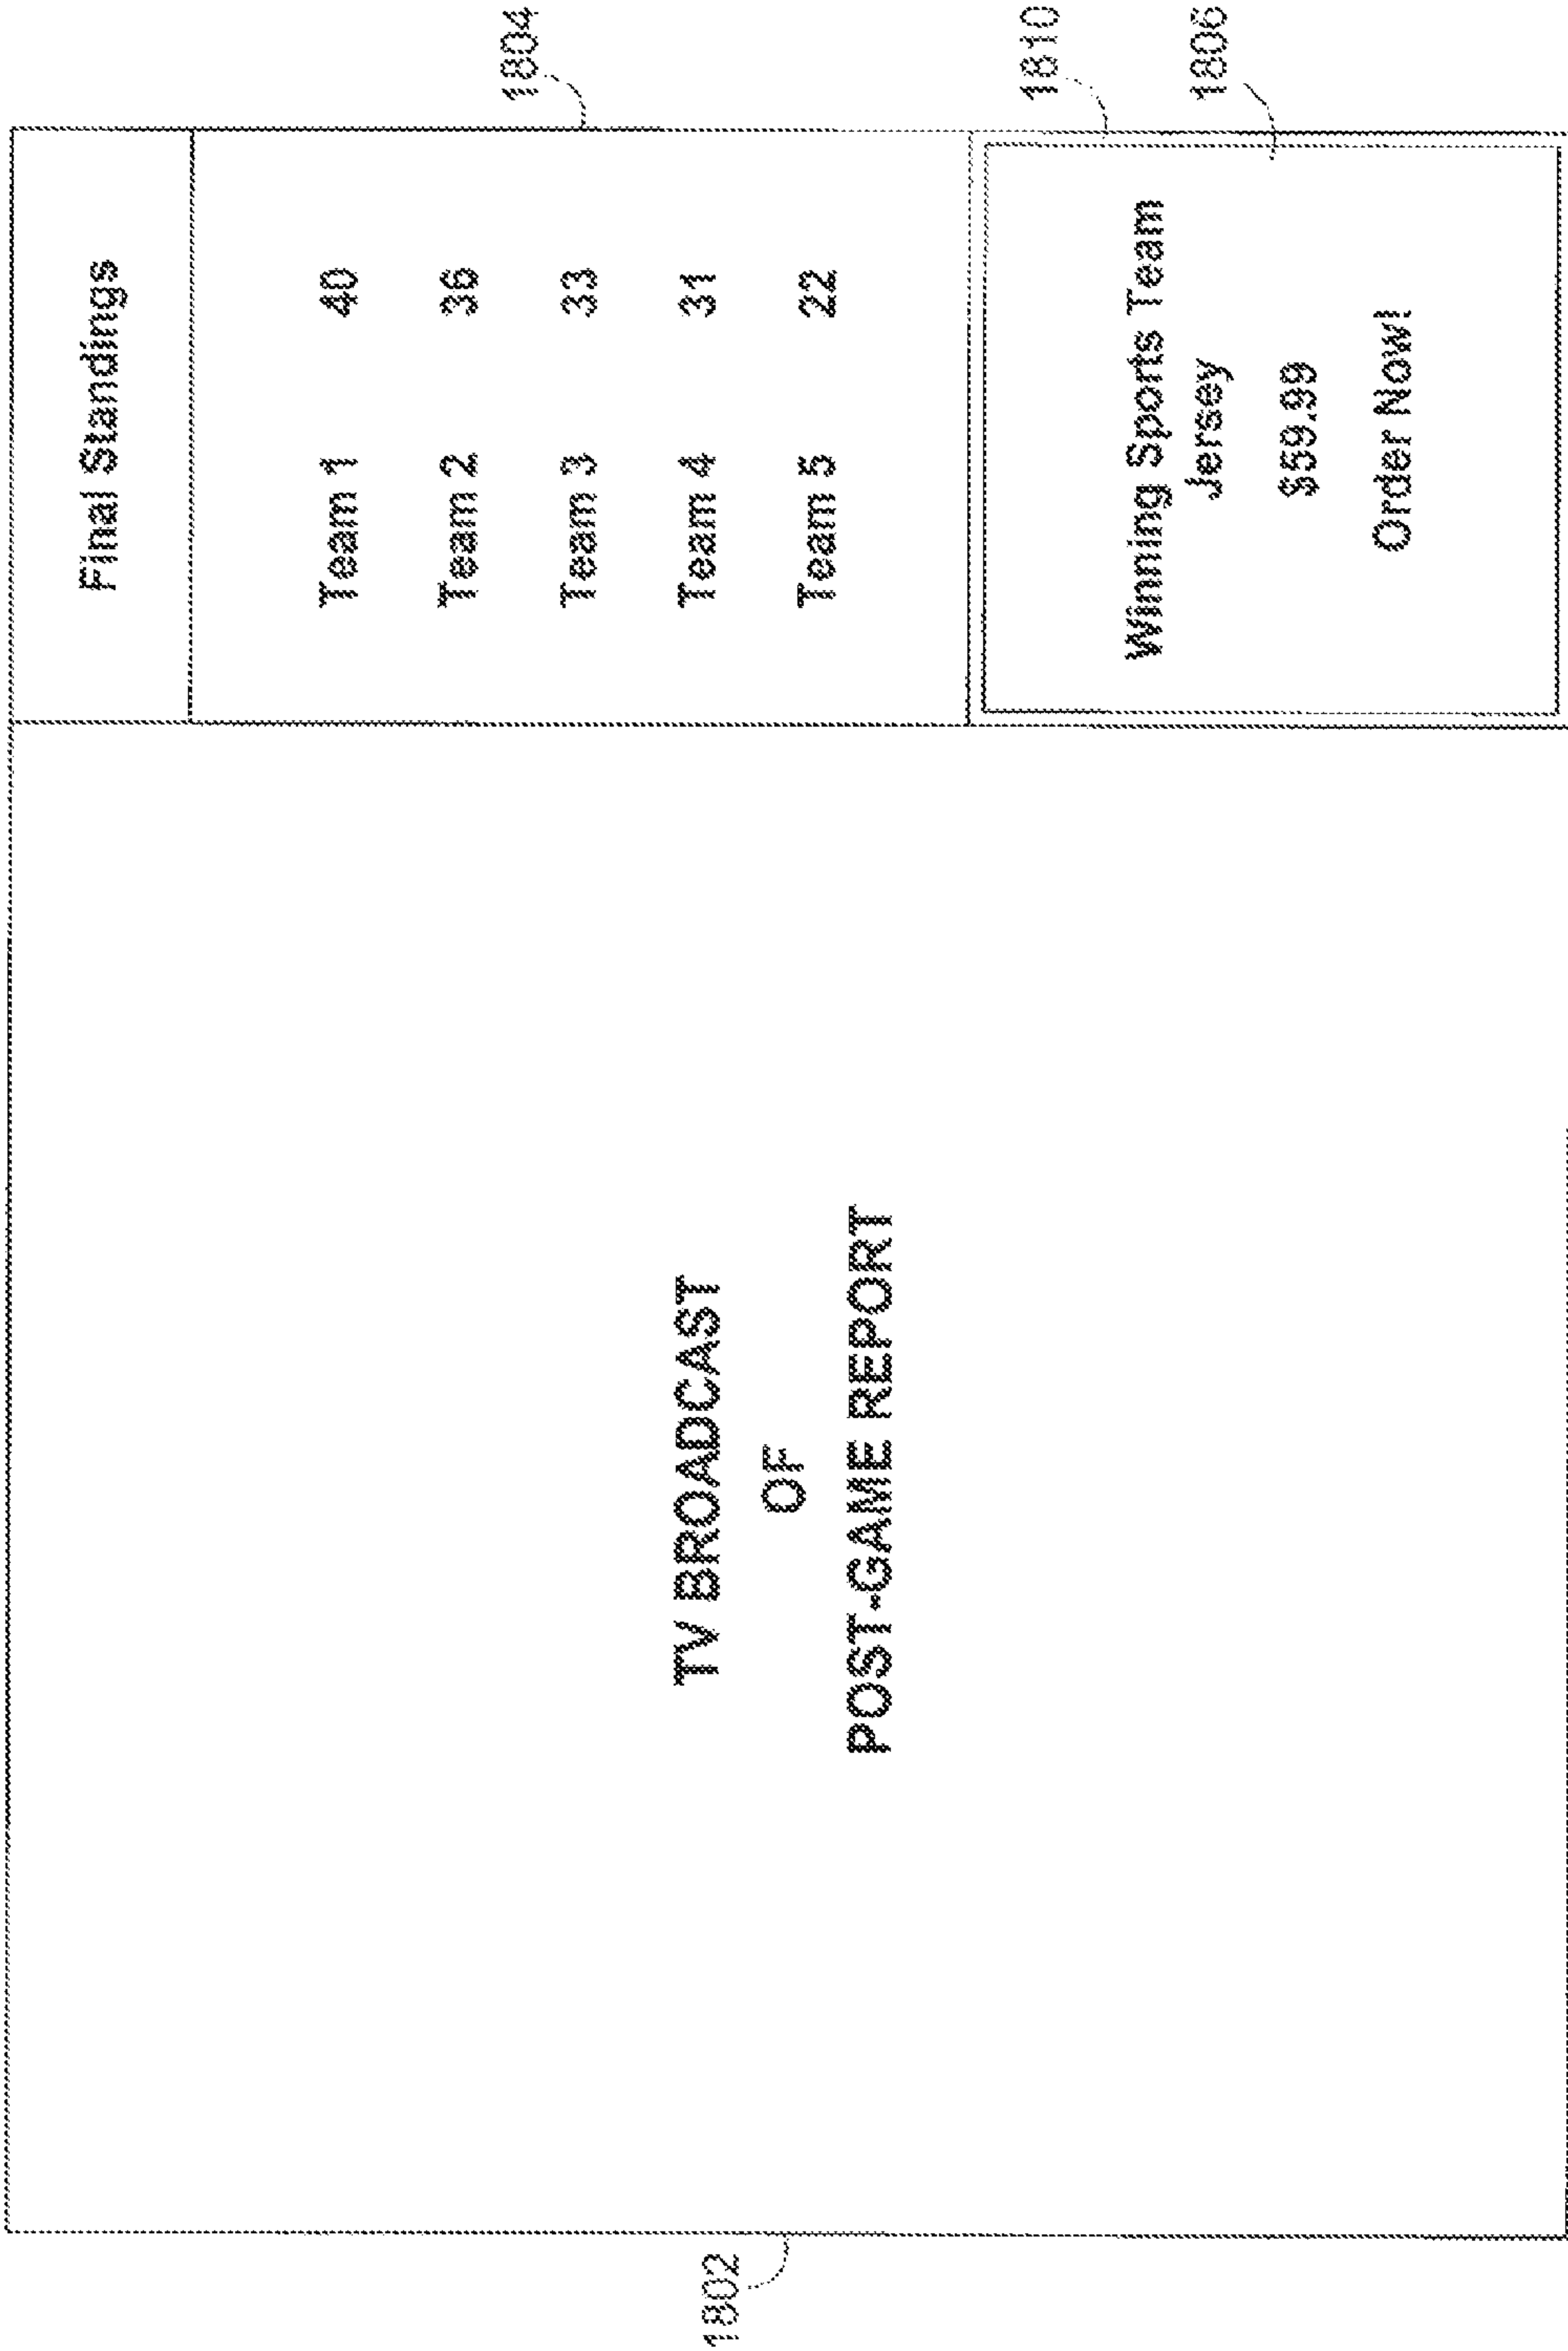 1802
TV BROADCAST
OF
POST-GAME REPORT
Final Standings
Team 1 40
Team 2 36
Team 3 33
Team 4 31
Team 5 22
1804
Winning Sports Team
Jersey
$59.99
Order Now!
1810
1806